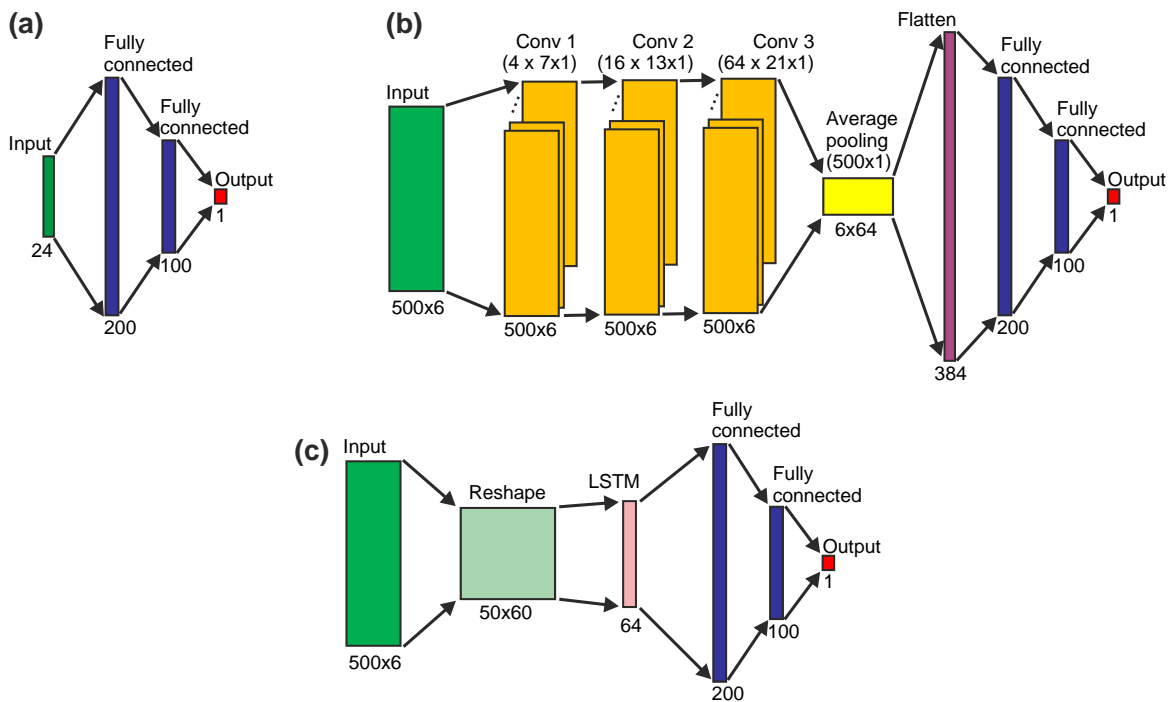 (a)
Fully
connected
Fully
connected
Input
Output
24
200
100
1
(b)
Input
Conv 1
(4 x 7x1)
Conv 2
(16 x 13x1)
Conv 3
(64 x 21x1)
500x6
500x6
500x6
500x6
Average
pooling
(500x1)
6x64
Flatten
384
Fully
connected
200
Fully
connected
100
Output
1
(c)
Input
500x6
Reshape
50x60
LSTM
64
Fully
connected
200
Fully
connected
100
Output
1